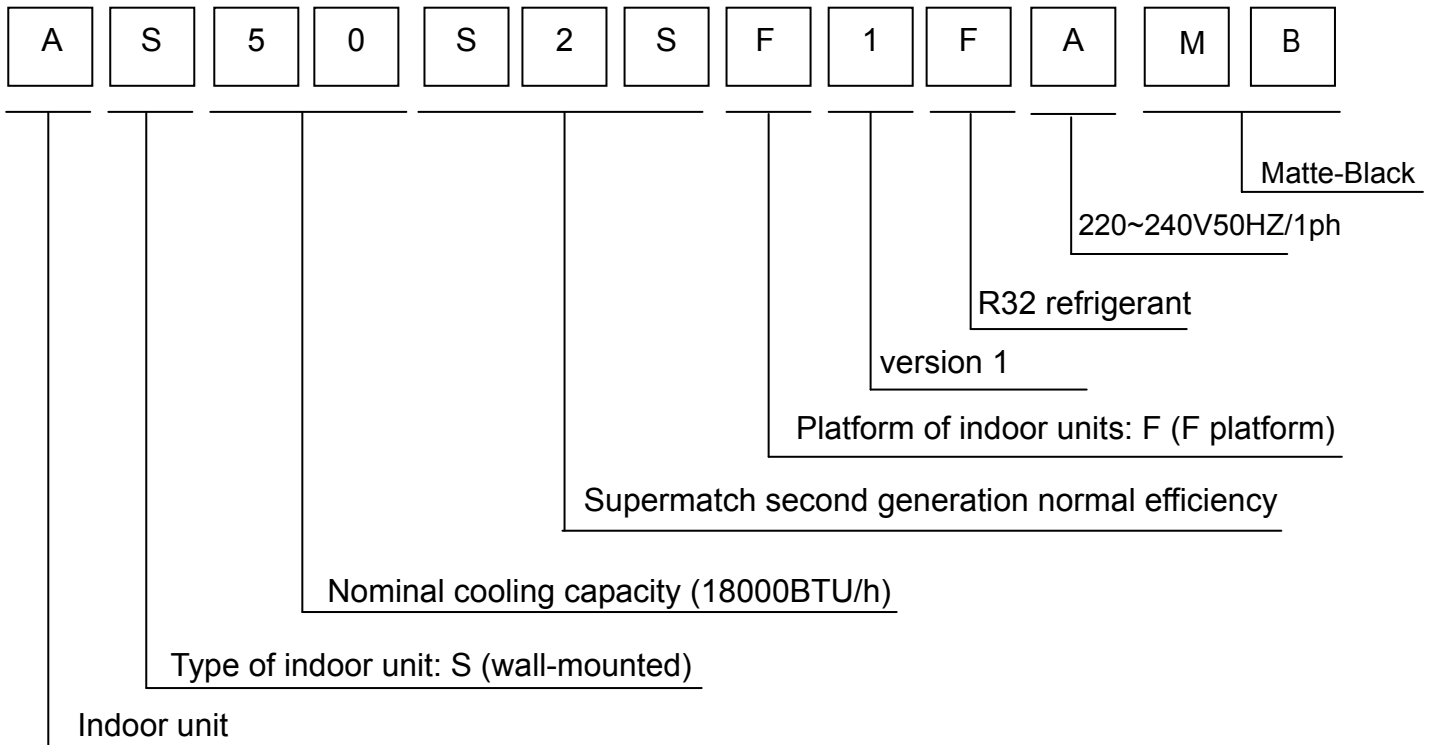 A S 5 0 S 2 S F 1 F A M B
Matte-Black
220~240V50HZ/1ph
R32 refrigerant
version 1
Platform of indoor units: F (F platform)
Supermatch second generation normal efficiency
Nominal cooling capacity (18000BTU/h)
Type of indoor unit: S (wall-mounted)
Indoor unit